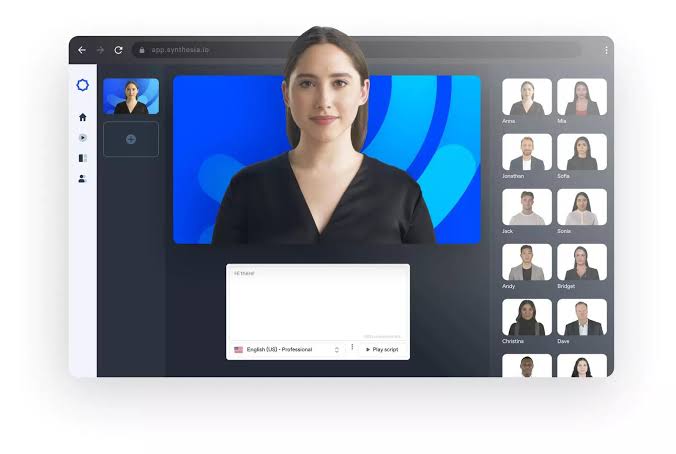 app.synthesia.io
Anna
Mia
Jonathan
Sofia
Jack
Sonia
Andy
Bridget
Christina
Dave
Hi there!
English (US) - Professional
Play script